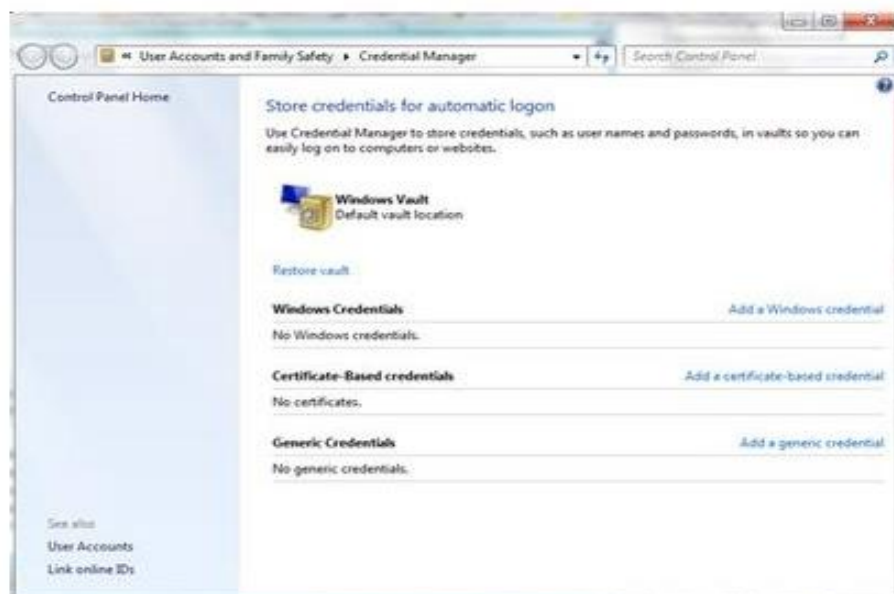 « User Accounts and Family Safety ▸ Credential Manager
Search Control Panel
Control Panel Home
Store credentials for automatic logon
Use Credential Manager to store credentials, such as user names and passwords, in vaults so you can
easily log on to computers or websites.
Windows Vault
Default vault location
Restore vault
Windows Credentials
Add a Windows credential
No Windows credentials.
Certificate-Based credentials
Add a certificate-based credential
No certificates.
Generic Credentials
Add a generic credential
No generic credentials.
See also
User Accounts
Link online IDs